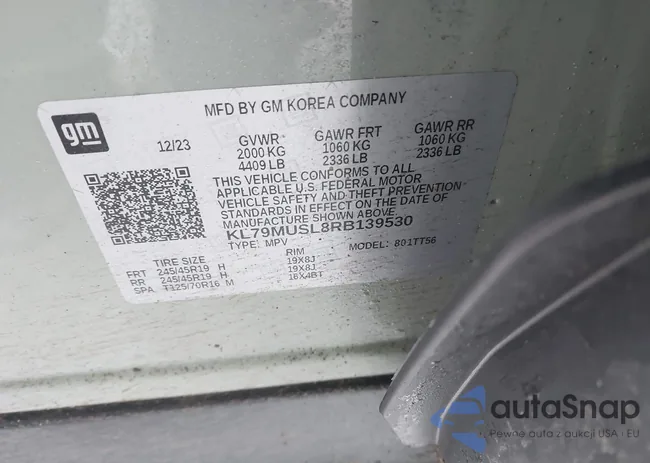 gm
MFD BY GM KOREA COMPANY
12/23
GVWR GAWR FRT GAWR RR
2000 KG 1060 KG 1060 KG
4409 LB 2336 LB 2336 LB
THIS VEHICLE CONFORMS TO ALL
APPLICABLE U.S. FEDERAL MOTOR
VEHICLE SAFETY AND THEFT PREVENTION
STANDARDS IN EFFECT ON THE DATE OF
MANUFACTURE SHOWN ABOVE.
KL79MUSL8RB139530
TYPE: MPV MODEL: 891TT56
TIRE SIZE RIM
FRT 245/45R19 H 19X8J
RR 245/45R19 H 19X8J
SPA T125/70R16 M 16X4BT
autaSnap
Pewne auta z aukcji USA i EU